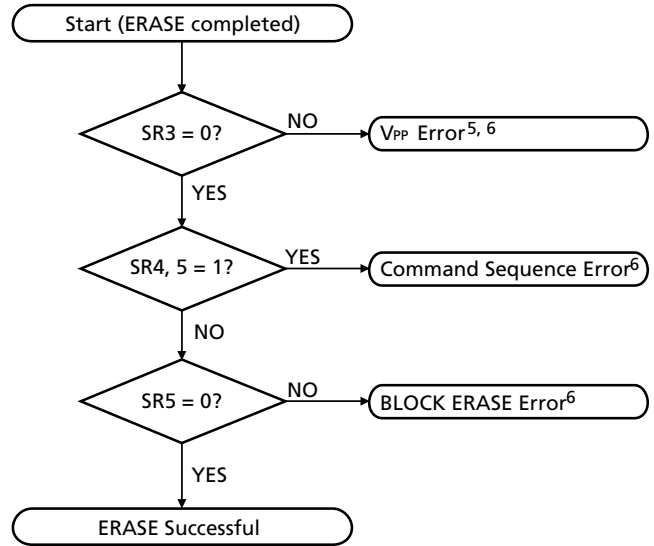 Start (ERASE completed)
SR3 = 0?
NO
VPP Error5, 6
YES
SR4, 5 = 1?
YES
Command Sequence Error6
NO
SR5 = 0?
NO
BLOCK ERASE Error6
YES
ERASE Successful